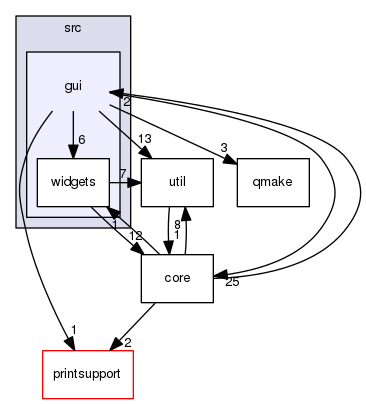 src
gui
2
6
13
3
widgets
7
util
qmake
1
12
8
1
core
25
1
2
printsupport